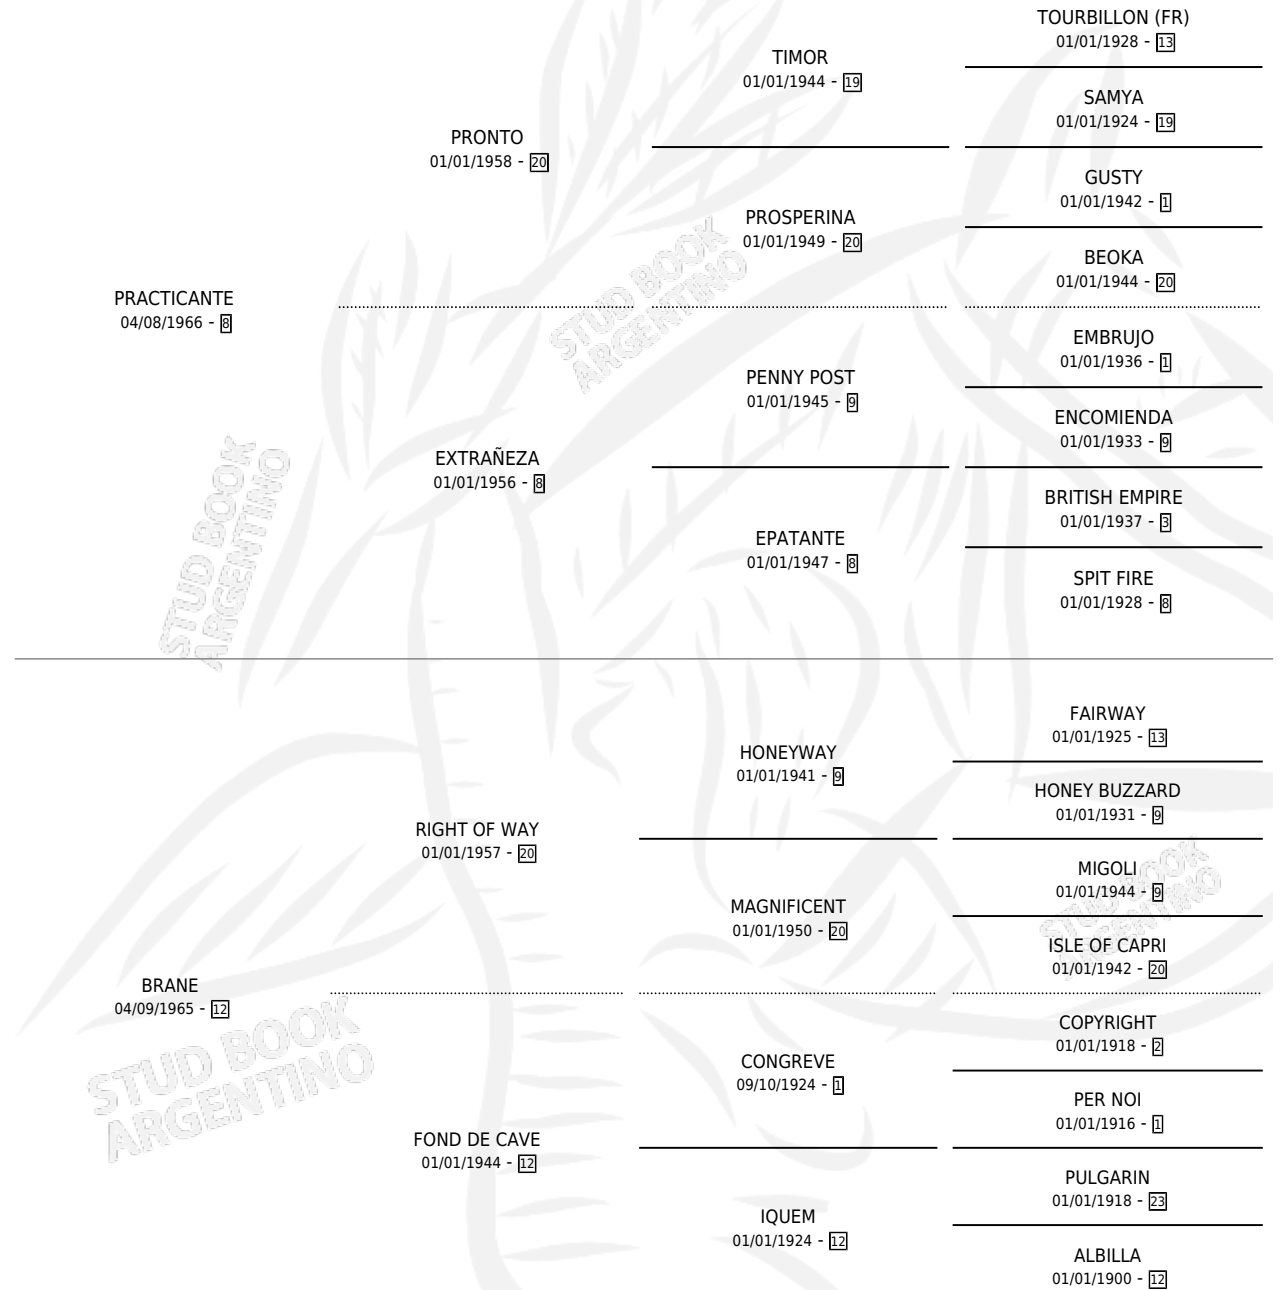 TOURBILLON (FR)
01/01/1928 - 13
TIMOR
01/01/1944 - 19
SAMYA
01/01/1924 - 19
PRONTO
01/01/1958 - 20
GUSTY
01/01/1942 - 1
PROSPERINA
01/01/1949 - 20
BEOKA
01/01/1944 - 20
PRACTICANTE
04/08/1966 - 8
EMBRUJO
01/01/1936 - 1
PENNY POST
01/01/1945 - 9
ENCOMIENDA
01/01/1933 - 9
EXTRAÑEZA
01/01/1956 - 8
BRITISH EMPIRE
01/01/1937 - 3
EPATANTE
01/01/1947 - 8
SPIT FIRE
01/01/1928 - 8
STUD BOOK
ARGENTINO
STUD BOOK
ARGENTINO
FAIRWAY
01/01/1925 - 13
HONEYWAY
01/01/1941 - 9
HONEY BUZZARD
01/01/1931 - 9
RIGHT OF WAY
01/01/1957 - 20
MIGOLI
01/01/1944 - 9
MAGNIFICENT
01/01/1950 - 20
ISLE OF CAPRI
01/01/1942 - 20
BRANE
04/09/1965 - 12
COPYRIGHT
01/01/1918 - 2
CONGREVE
09/10/1924 - 1
PER NOI
01/01/1916 - 1
FOND DE CAVE
01/01/1944 - 12
PULGARIN
01/01/1918 - 23
IQUEM
01/01/1924 - 12
ALBILLA
01/01/1900 - 12
STUD BOOK
ARGENTINO
STUD BOOK
ARGENTINO